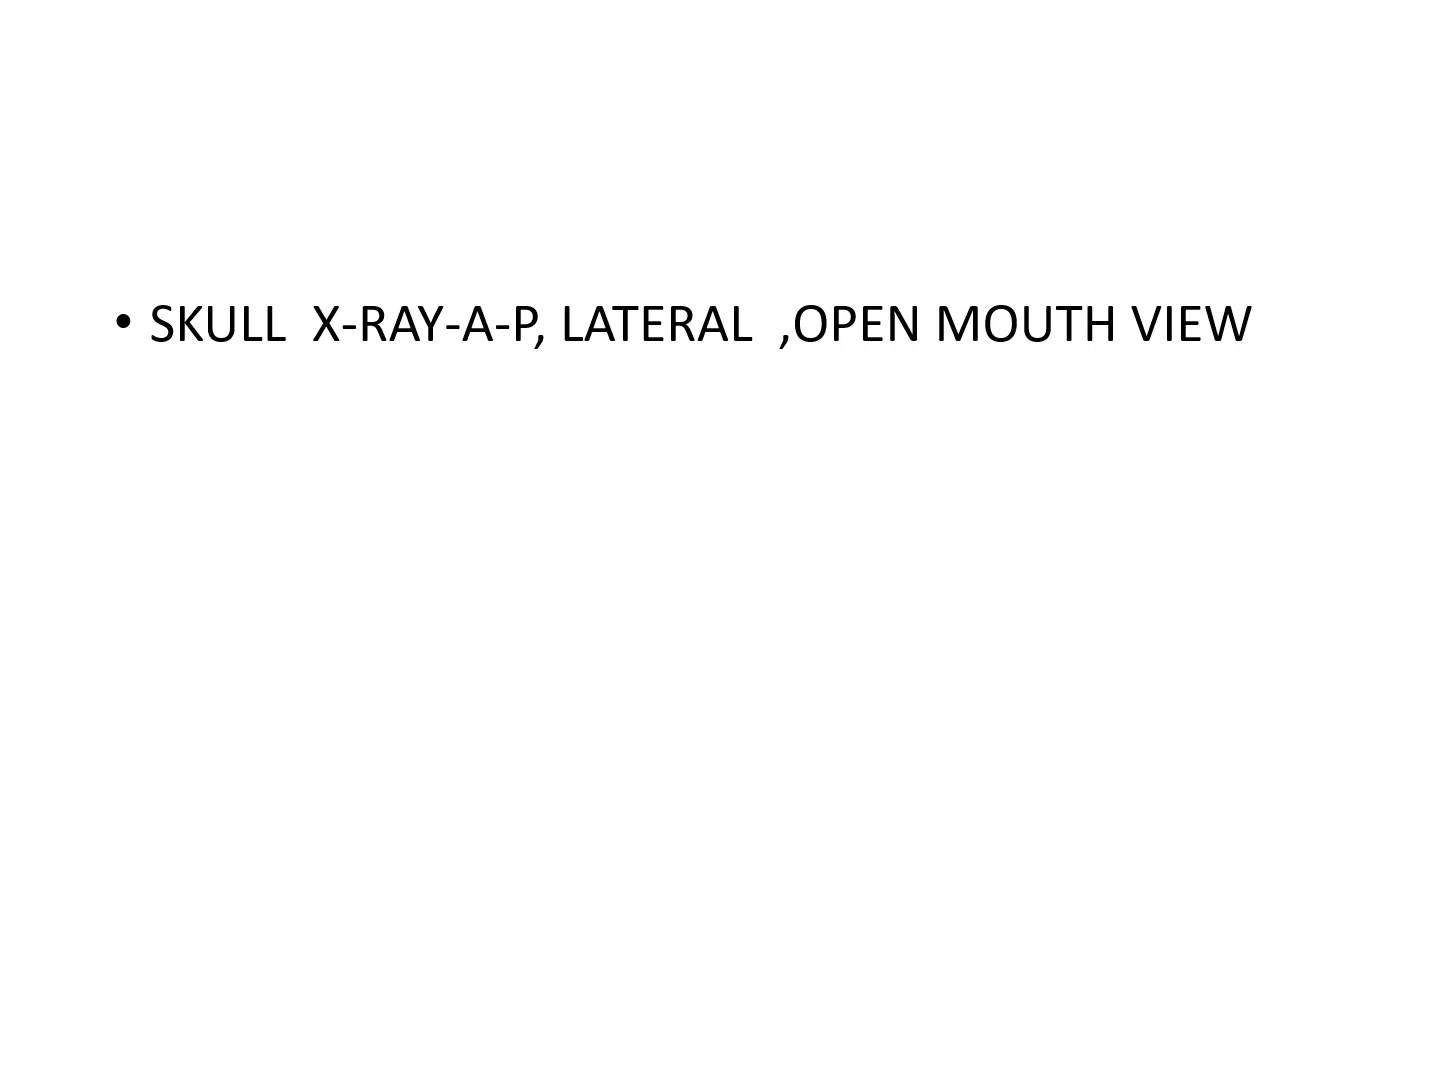 • SKULL  X-RAY-A-P, LATERAL  ,OPEN MOUTH VIEW